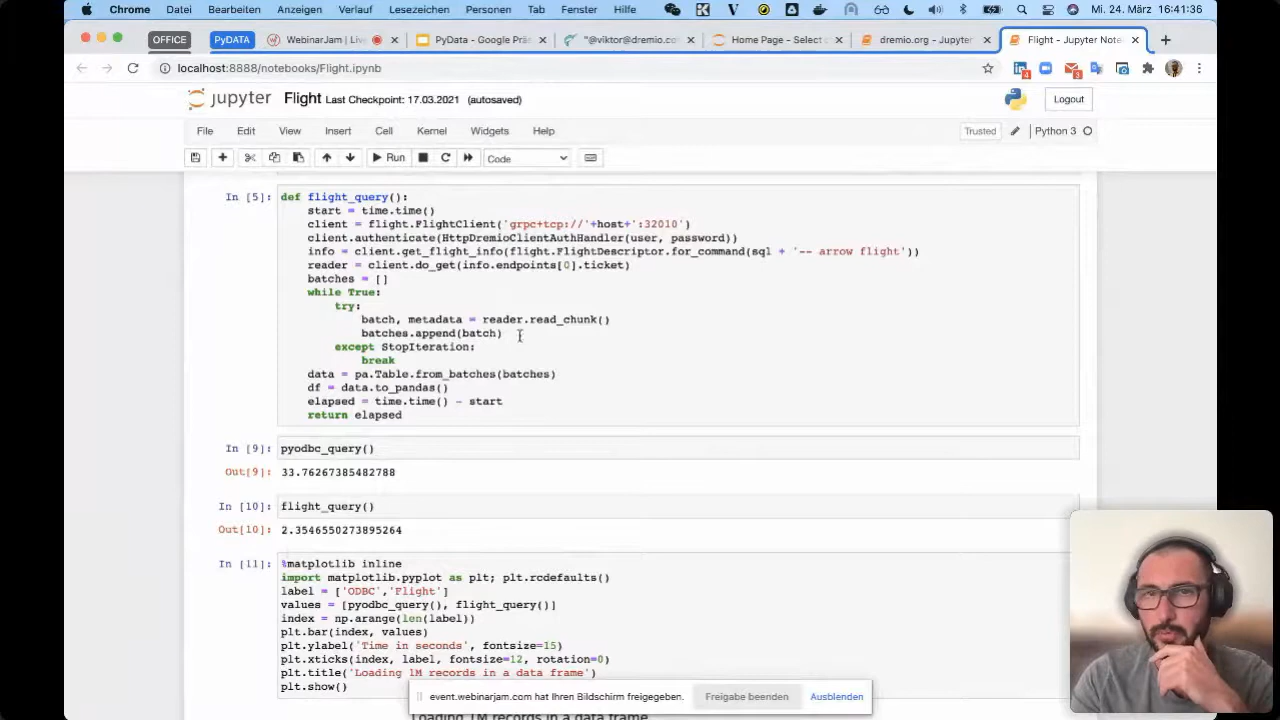 Chrome Datei Bearbeiten Anzeigen Verlauf Lesezeichen Personen Tab Fenster Hilfe Mi. 24. März 16:41:36
OFFICE PyDATA WebinarJam | Live PyData - Google Prä "@viktor@dremio.co Home Page - Select o dremio.org - Jupyter Flight - Jupyter Note
localhost:8888/notebooks/Flight.ipynb
jupyter Flight Last Checkpoint: 17.03.2021 (autosaved) Logout
File Edit View Insert Cell Kernel Widgets Help Trusted Python 3
Run Code
In [5]: def flight_query():
start = time.time()
client = flight.FlightClient('grpc+tcp://'+host+':32010')
client.authenticate(HttpDremioClientAuthHandler(user, password))
info = client.get_flight_info(flight.FlightDescriptor.for_command(sql + '-- arrow flight'))
reader = client.do_get(info.endpoints[0].ticket)
batches = []
while True:
try:
batch, metadata = reader.read_chunk()
batches.append(batch)
except StopIteration:
break
data = pa.Table.from_batches(batches)
df = data.to_pandas()
elapsed = time.time() - start
return elapsed
In [9]: pyodbc_query()
Out[9]: 33.76267385482788
In [10]: flight_query()
Out[10]: 2.3546550273895264
In [11]: %matplotlib inline
import matplotlib.pyplot as plt; plt.rcdefaults()
label = ['ODBC','Flight']
values = [pyodbc_query(), flight_query()]
index = np.arange(len(label))
plt.bar(index, values)
plt.ylabel('Time in seconds', fontsize=15)
plt.xticks(index, label, fontsize=12, rotation=0)
plt.title('Loading 1M records in a data frame')
plt.show()
event.webinarjam.com hat Ihren Bildschirm freigegeben. Freigabe beenden Ausblenden
Loading 1M records in a data frame